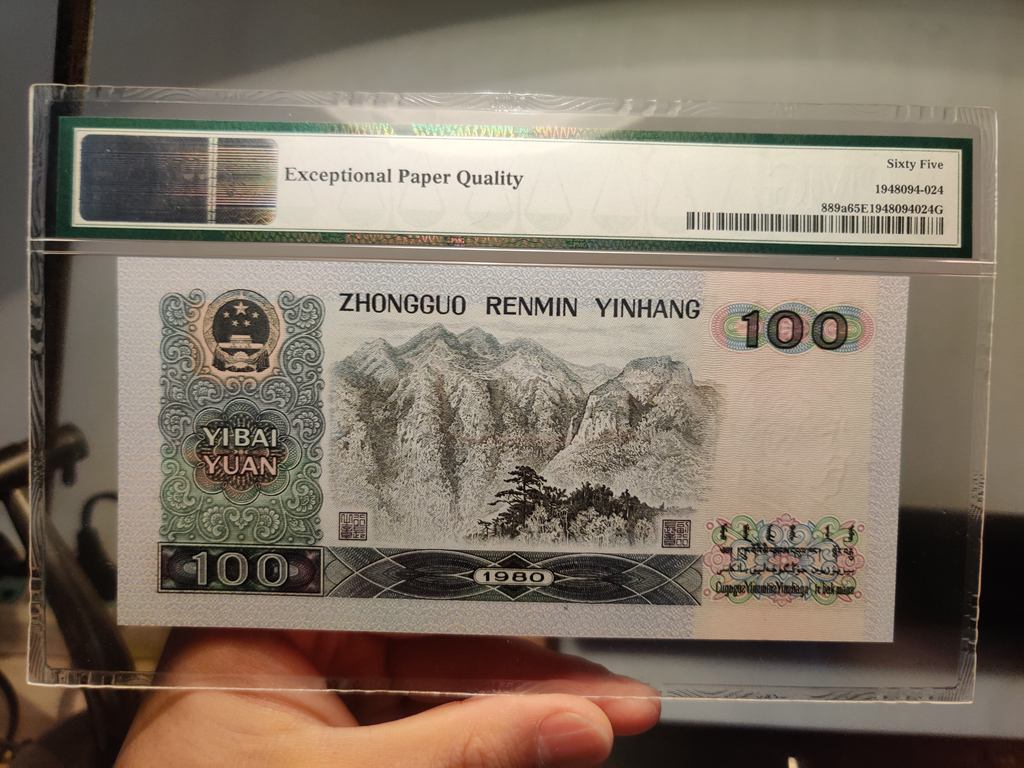 Exceptional Paper Quality
Sixty Five
1948094-024
889a65E1948094024G
ZHONGGUO RENMIN YINHANG
100
YIBAI
YUAN
100
1980